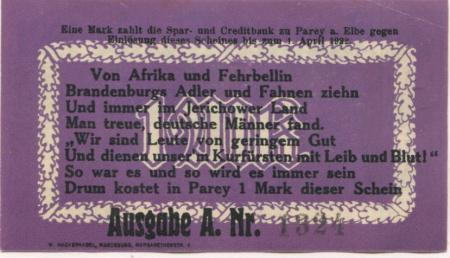 Eine Mark zahlt die Spar- und Creditbank zu Parey a. Elbe gegen
Einlösung dieses Scheines bis zum 1. April 1922.
Von Afrika und Fehrbellin
Brandenburgs Adler und Fahnen ziehn
Und immer im Jerichower Land
Man treue, deutsche Männer fand.
„Wir sind Leute von geringem Gut
Und dienen unser'm Kurfürsten mit Leib und Blut!"
So war es und so wird es immer sein
Drum kostet in Parey 1 Mark dieser Schein
Ausgabe A. Nr. 1324